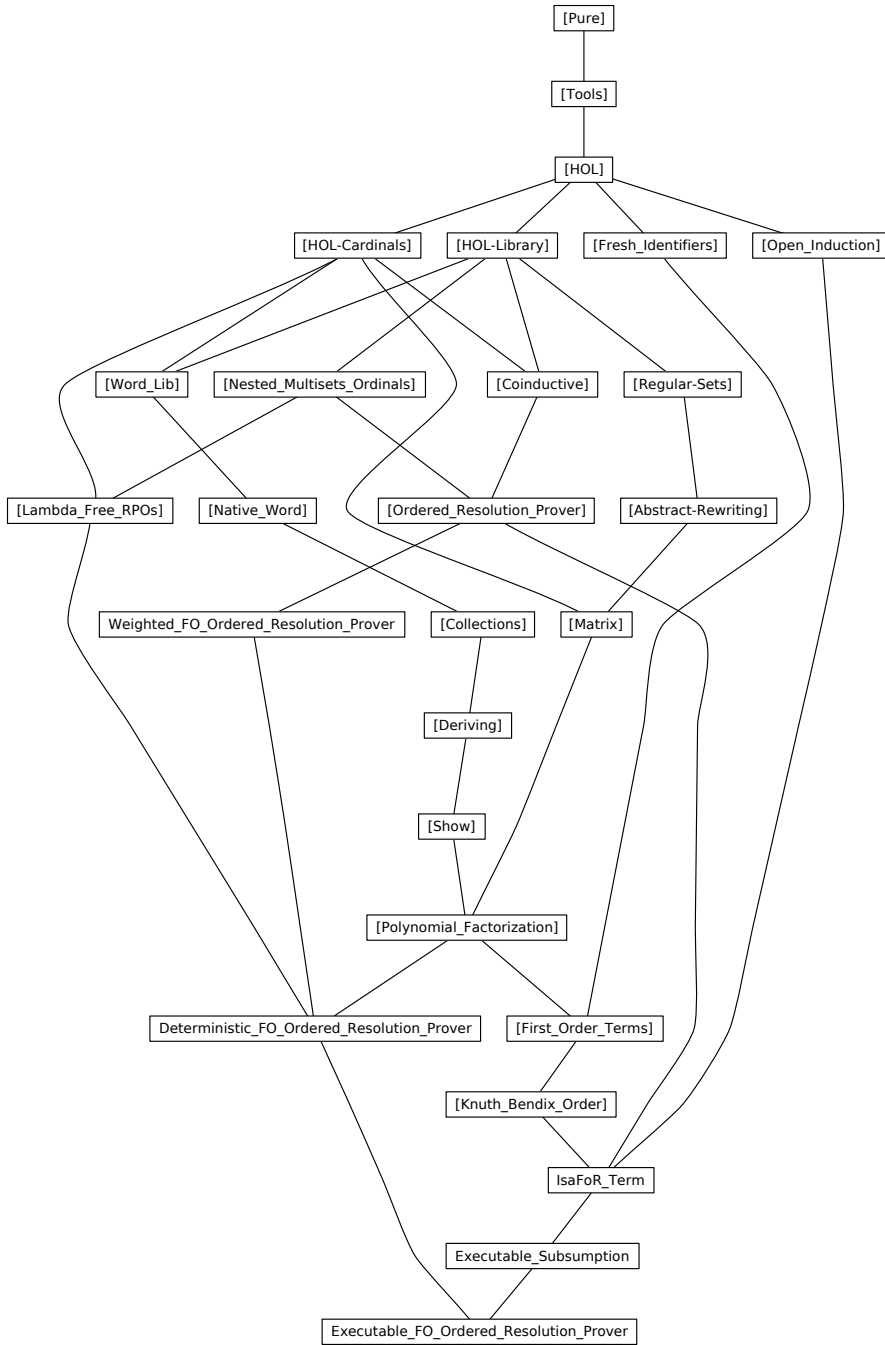 [Pure]
[Tools]
[HOL]
[HOL-Cardinals]
[HOL-Library]
[Fresh_Identifiers]
[Open_Induction]
[Word_Lib]
[Nested_Multisets_Ordinals]
[Coinductive]
[Regular-Sets]
[Lambda_Free_RPOs]
[Native_Word]
[Ordered_Resolution_Prover]
[Abstract-Rewriting]
Weighted_FO_Ordered_Resolution_Prover
[Collections]
[Matrix]
[Deriving]
[Show]
[Polynomial_Factorization]
Deterministic_FO_Ordered_Resolution_Prover
[First_Order_Terms]
[Knuth_Bendix_Order]
IsaFoR_Term
Executable_Subsumption
Executable_FO_Ordered_Resolution_Prover